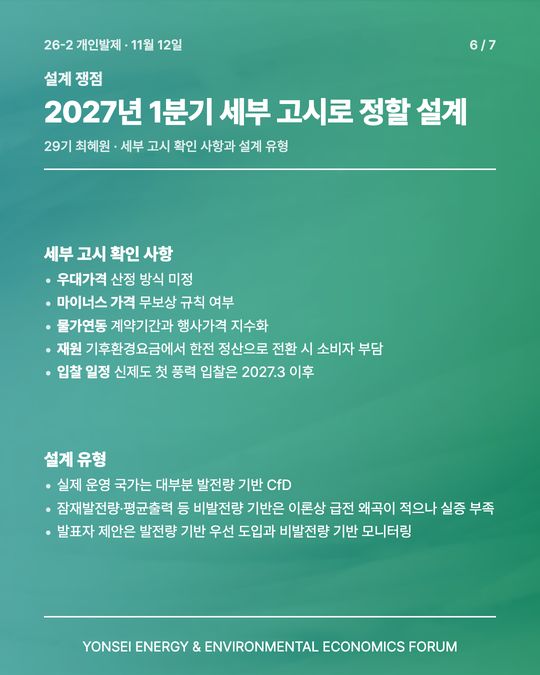 26-2 개인발제 · 11월 12일
6 / 7
설계 쟁점
2027년 1분기 세부 고시로 정할 설계
29기 최혜원 · 세부 고시 확인 사항과 설계 유형
세부 고시 확인 사항
• 우대가격 산정 방식 미정
• 마이너스 가격 무보상 규칙 여부
• 물가연동 계약기간과 행사가격 지수화
• 재원 기후환경요금에서 한전 정산으로 전환 시 소비자 부담
• 입찰 일정 신제도 첫 풍력 입찰은 2027.3 이후
설계 유형
• 실제 운영 국가는 대부분 발전량 기반 CfD
• 잠재발전량·평균출력 등 비발전량 기반은 이론상 급전 왜곡이 적으나 실증 부족
• 발표자 제안은 발전량 기반 우선 도입과 비발전량 기반 모니터링
YONSEI ENERGY & ENVIRONMENTAL ECONOMICS FORUM